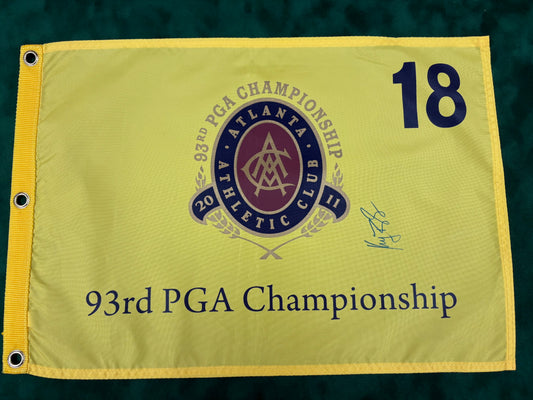 18
93RD PGA CHAMPIONSHIP
· ATLANTA ·
ATHLETIC CLUB
20 11
93rd PGA Championship